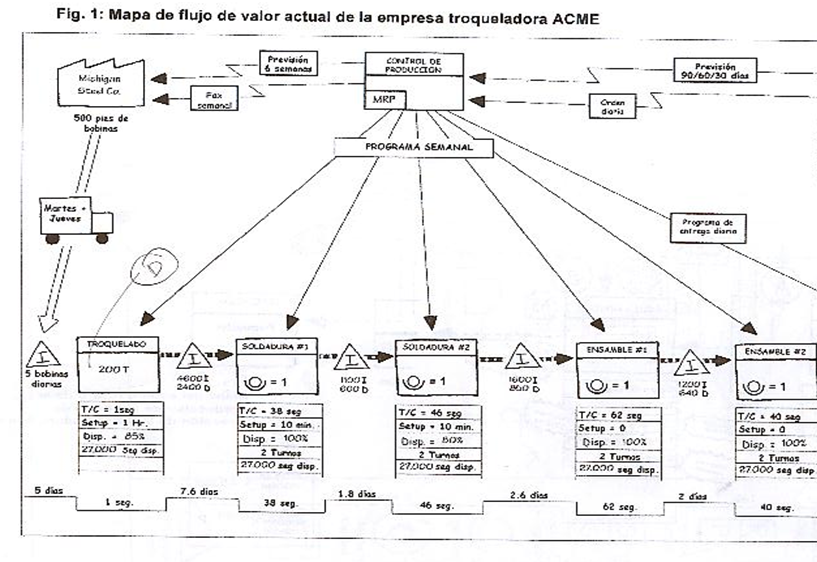 Fig. 1: Mapa de flujo de valor actual de la empresa troqueladora ACME
Michigan
Steel Co.
500 pies de
bobinas
Previsión
6 semanas
Fax
semanal
CONTROL DE
PRODUCCION
MRP
Previsión
90/60/30 días
Orden
diaria
PROGRAMA SEMANAL
Martes +
Jueves
Programa de
entrega diario
I
5 bobinas
diarias
TROQUELADO
200 T
I
4600 I
2400 D
SOLDADURA #1
= 1
I
1100 I
600 D
SOLDADURA #2
= 1
I
1600 I
850 D
ENSAMBLE #1
= 1
I
1200 I
640 D
ENSAMBLE #2
= 1
T/C = 1seg
Setup = 1 Hr.
Disp. = 85%
27.000 Seg disp.
T/C = 38 seg
Setup = 10 min.
Disp = 100%
2 Turnos
27.000 seg disp.
T/C = 46 seg
Setup = 10 min
Disp. = 80%
2 Turnos
27.000 seg disp.
T/C = 62 seg
Setup = 0
Disp. = 100%
2 Turnos
27.000 seg disp
T/C = 40 seg
Setup = 0
Disp = 100%
2 Turnos
27.000 seg disp
5 días
1 seg.
7.6 días
38 seg.
1.8 días
46 seg.
2.6 días
62 seg.
2 días
40 seg.